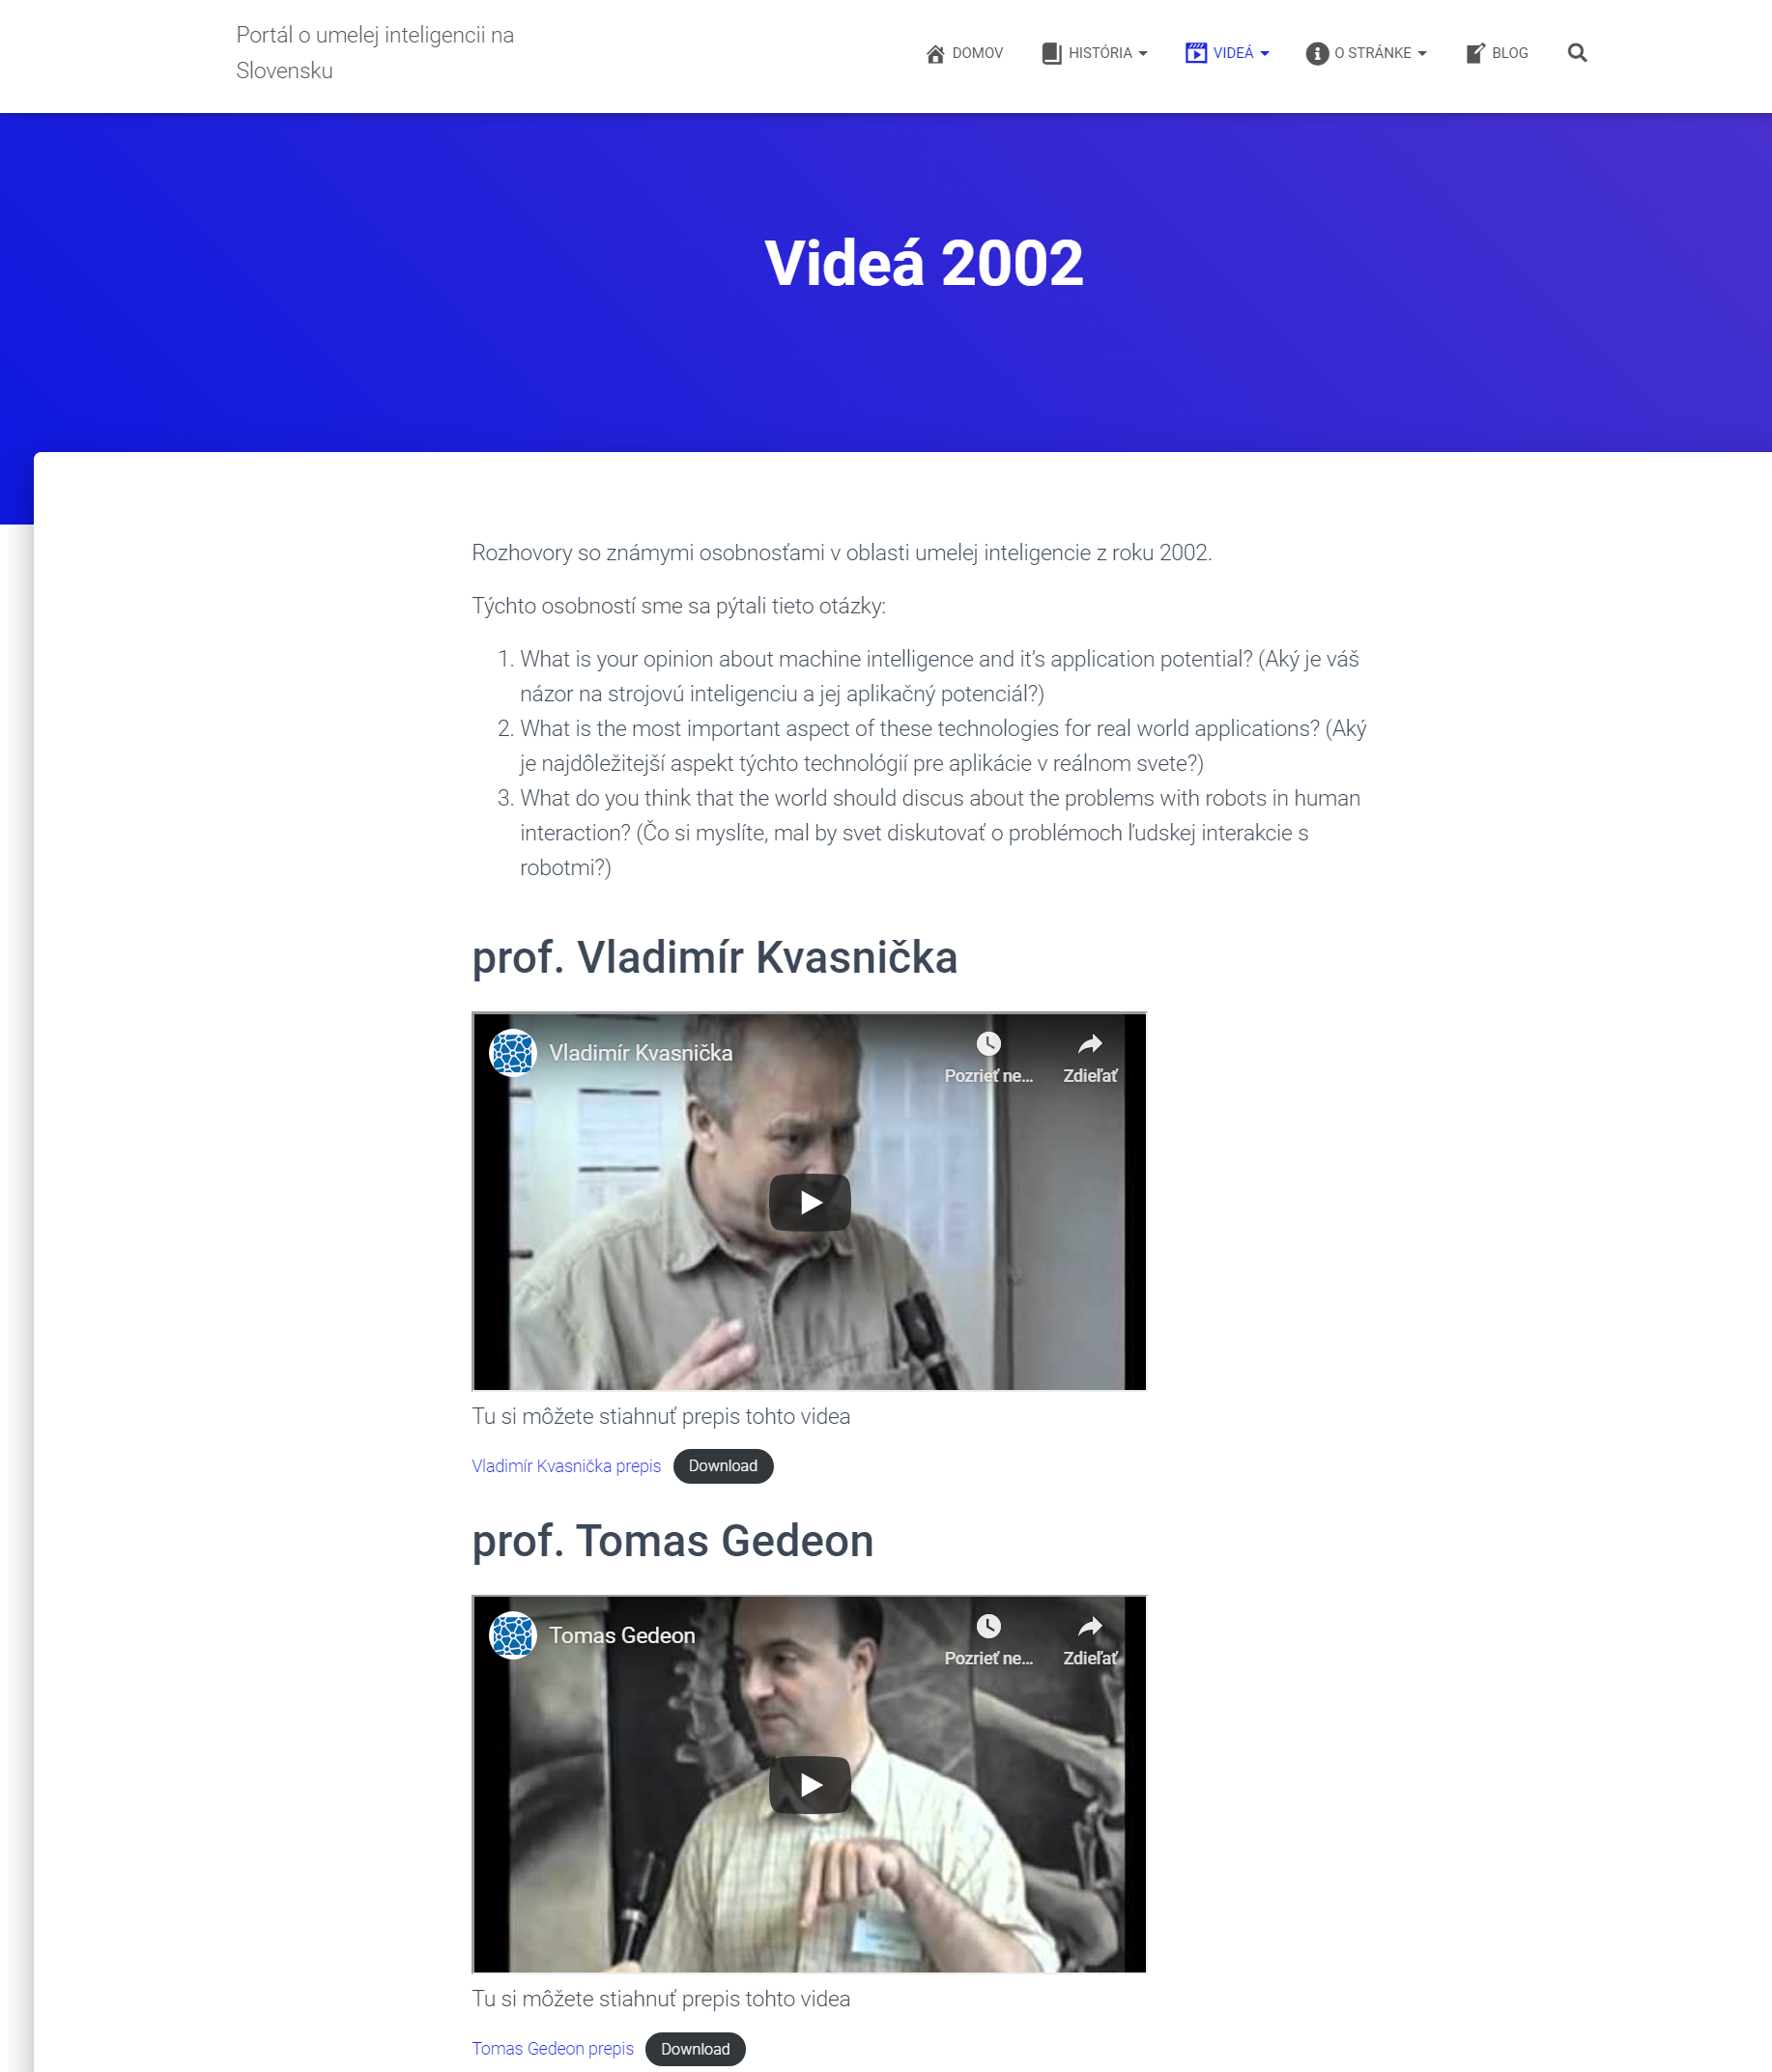 Portál o umelej inteligencii na
Slovensku
DOMOV
HISTÓRIA
VIDEÁ
O STRÁNKE
BLOG
Videá 2002
Rozhovory so známymi osobnosťami v oblasti umelej inteligencie z roku 2002.
Týchto osobností sme sa pýtali tieto otázky:
1. What is your opinion about machine intelligence and it’s application potential? (Aký je váš
názor na strojovú inteligenciu a jej aplikačný potenciál?)
2. What is the most important aspect of these technologies for real world applications? (Aký
je najdôležitejší aspekt týchto technológií pre aplikácie v reálnom svete?)
3. What do you think that the world should discus about the problems with robots in human
interaction? (Čo si myslíte, mal by svet diskutovať o problémoch ľudskej interakcie s
robotmi?)
prof. Vladimír Kvasnička
Vladimír Kvasnička
Pozrieť ne...
Zdieľať
Tu si môžete stiahnuť prepis tohto videa
Vladimír Kvasnička prepis
Download
prof. Tomas Gedeon
Tomas Gedeon
Pozrieť ne...
Zdieľať
Tu si môžete stiahnuť prepis tohto videa
Tomas Gedeon prepis
Download